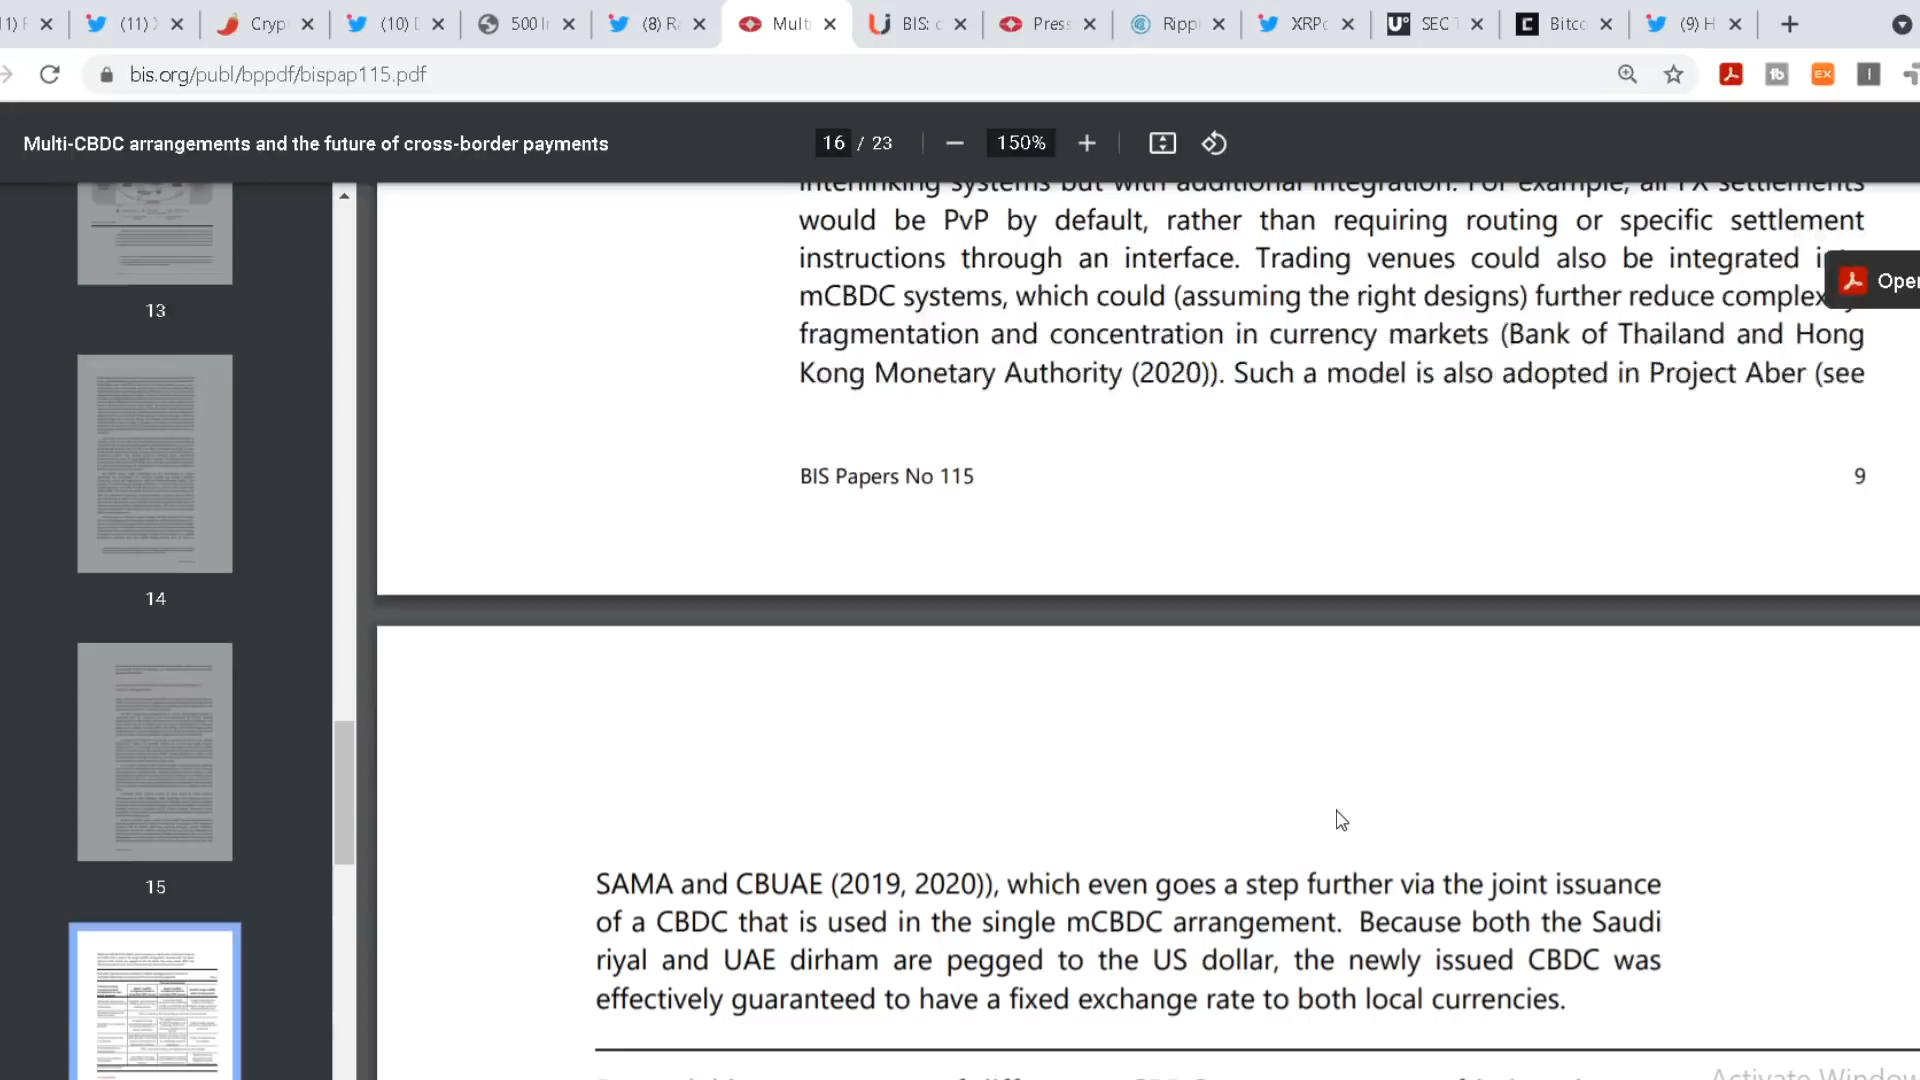 (11)
Cryp
(10)
500 I
(8) R
Multi
BIS: c
Press
Rippl
XRPc
SEC
Bitco
(9) H
bis.org/publ/bppdf/bispap115.pdf
EX
Multi-CBDC arrangements and the future of cross-border payments
16 / 23
150%
interlinking systems but with additional integration. For example, all FX settlements
would be PvP by default, rather than requiring routing or specific settlement
instructions through an interface. Trading venues could also be integrated i
Open
mCBDC systems, which could (assuming the right designs) further reduce complex
fragmentation and concentration in currency markets (Bank of Thailand and Hong
Kong Monetary Authority (2020)). Such a model is also adopted in Project Aber (see
BIS Papers No 115
9
13
14
15
SAMA and CBUAE (2019, 2020)), which even goes a step further via the joint issuance
of a CBDC that is used in the single mCBDC arrangement. Because both the Saudi
riyal and UAE dirham are pegged to the US dollar, the newly issued CBDC was
effectively guaranteed to have a fixed exchange rate to both local currencies.
Activate Window